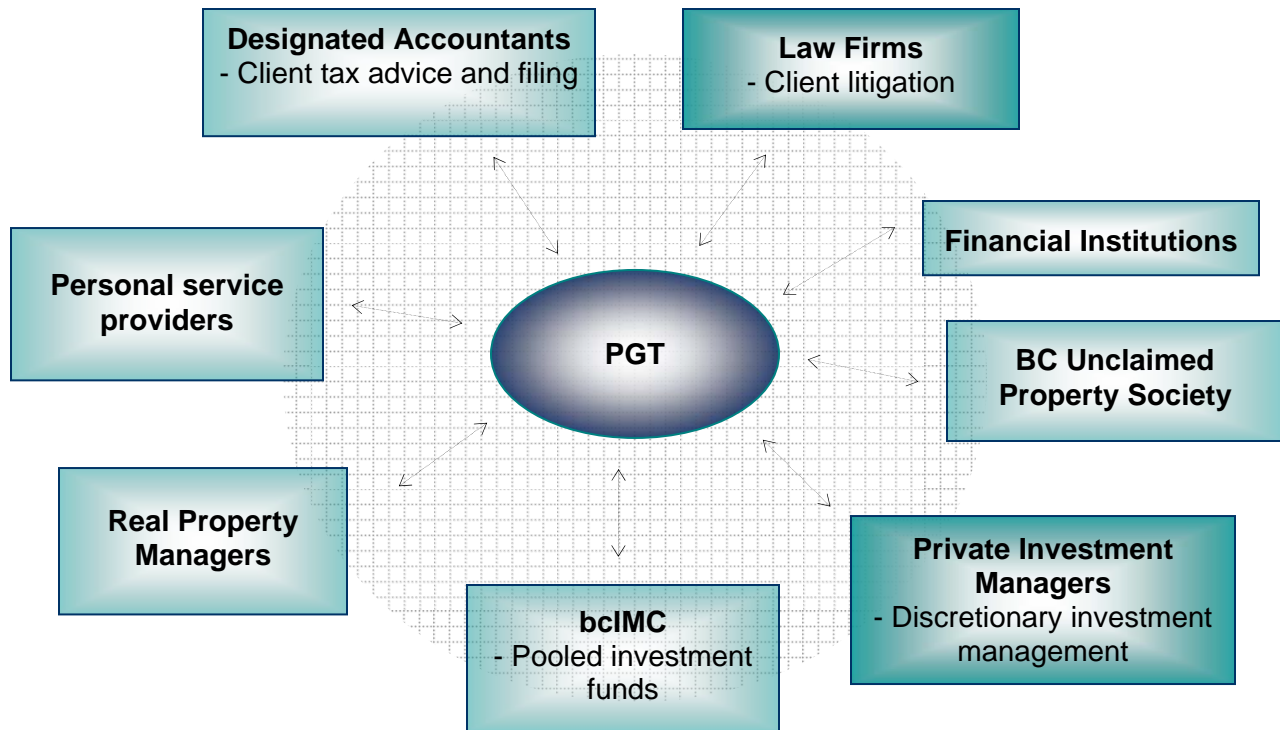 Designated Accountants
- Client tax advice and filing
Law Firms
- Client litigation
Financial Institutions
Personal service
providers
PGT
BC Unclaimed
Property Society
Real Property
Managers
Private Investment
Managers
- Discretionary investment
management
bcIMC
- Pooled investment
funds